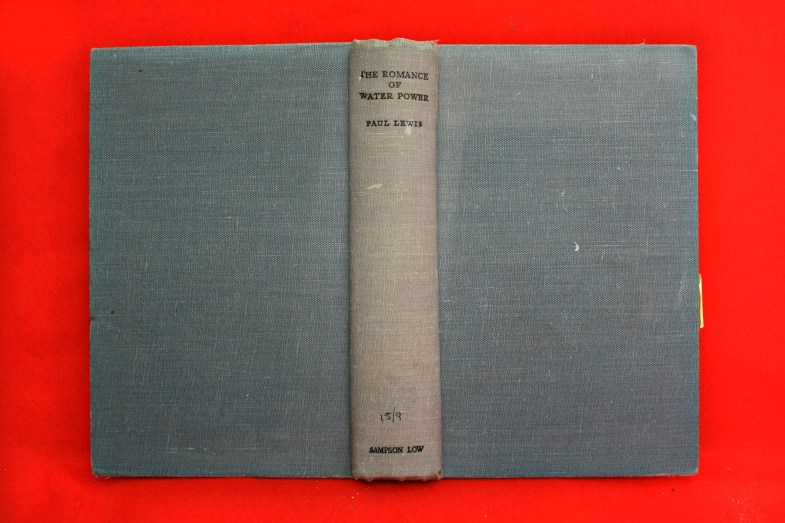 THE ROMANCE
OF
WATER POWER
PAUL LEWIS
15/9
SAMPSON LOW